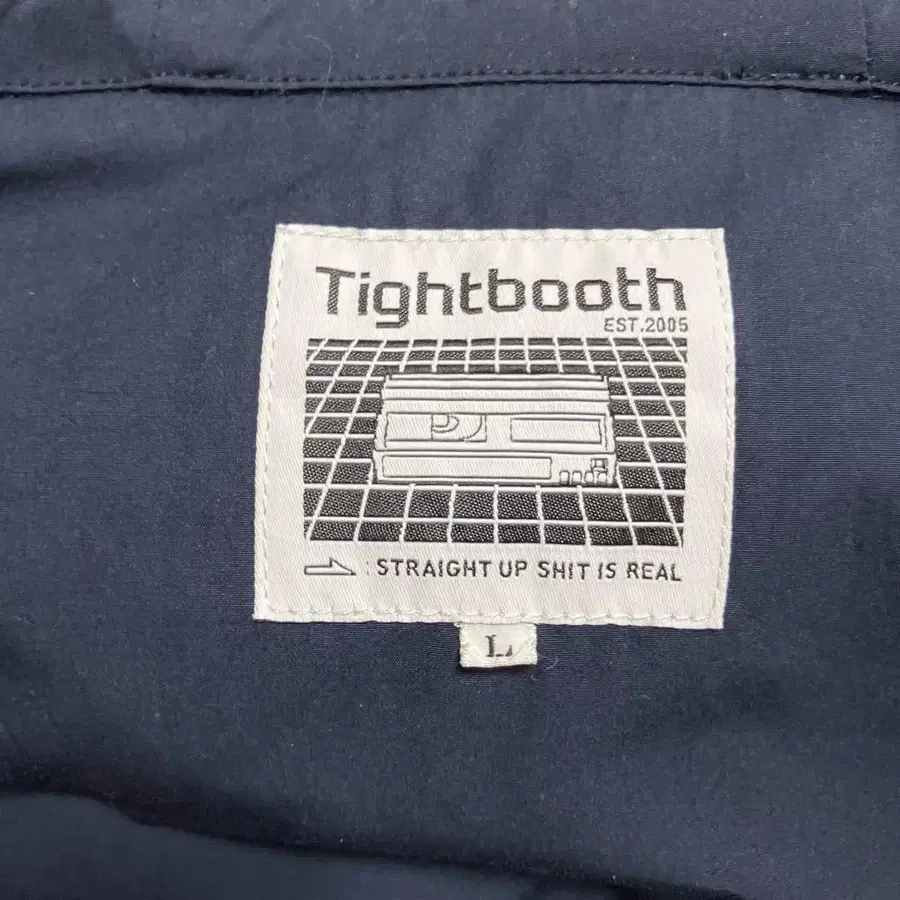 Tightbooth
EST.2005
: STRAIGHT UP SHIT IS REAL
L